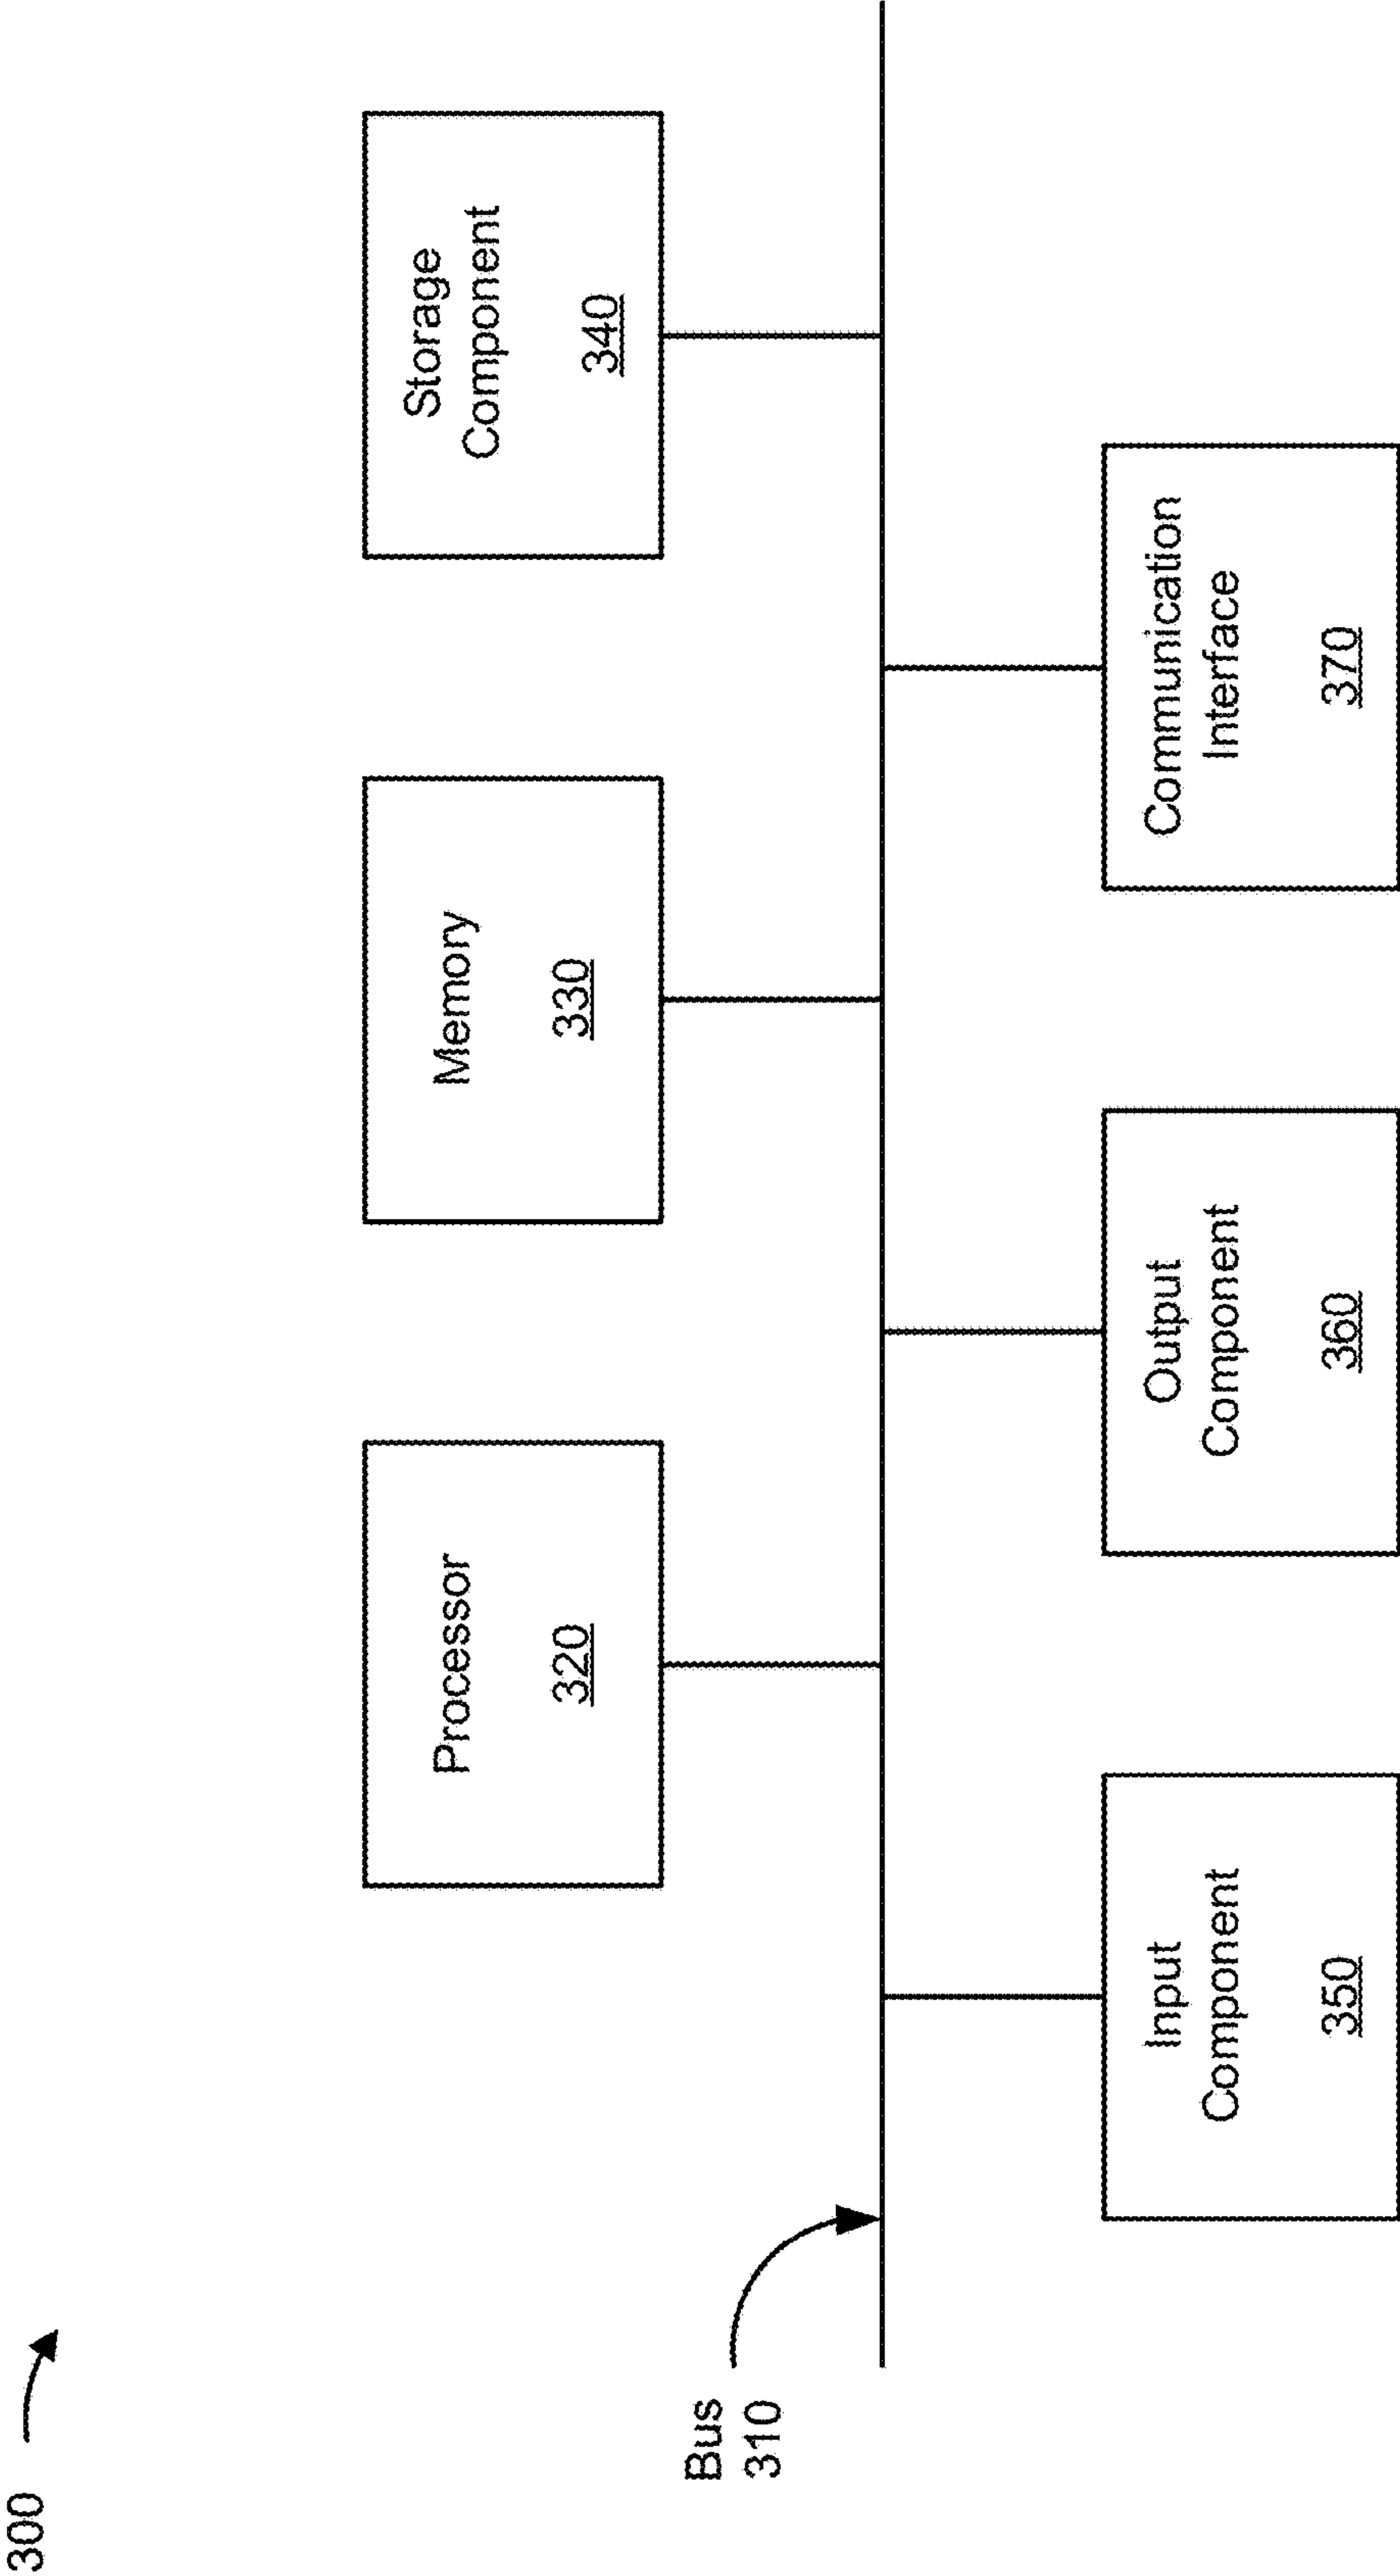 300
Processor
320
Memory
330
Storage
Component
340
Bus
310
Input
Component
350
Output
Component
360
Communication
Interface
370